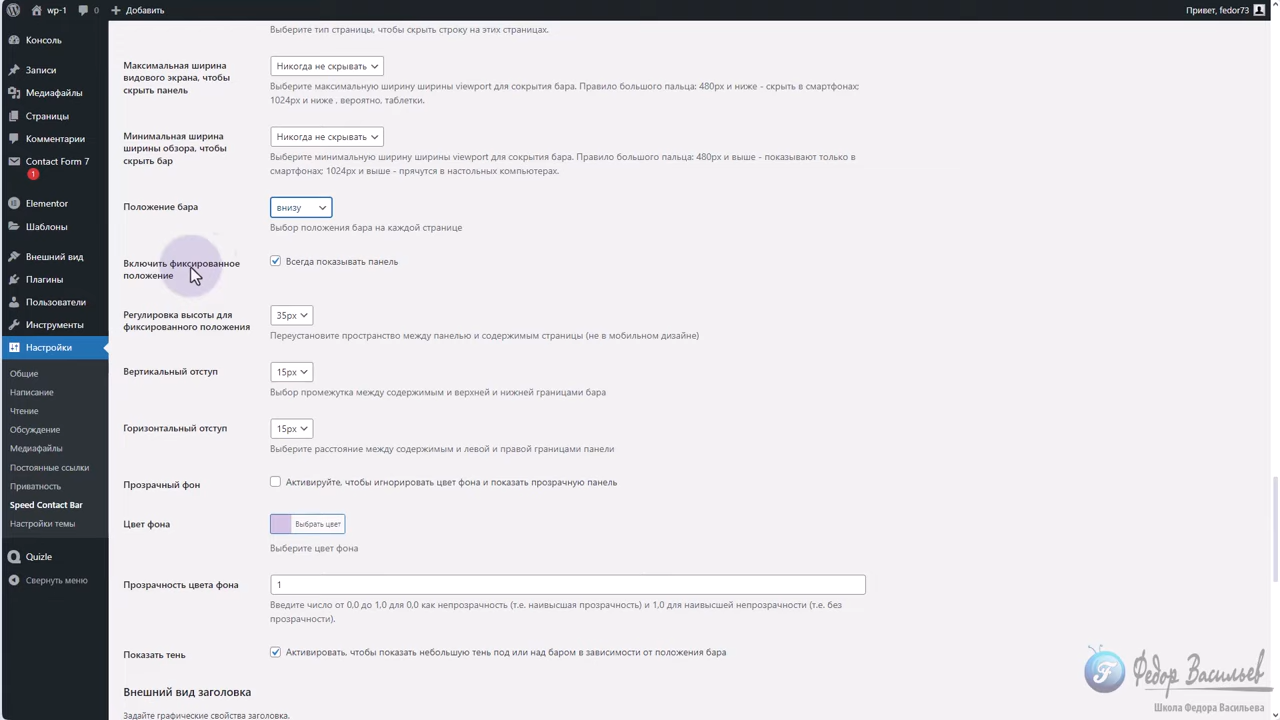 wp-1
0
Добавить
Привет, fedor73
Консоль
Записи
Медиафайлы
Страницы
Комментарии
Contact Form 7
1
Elementor
Шаблоны
Внешний вид
Плагины
Пользователи
Инструменты
Настройки
Общие
Написание
Чтение
Обсуждение
Медиафайлы
Постоянные ссылки
Приватность
Speed Contact Bar
Настройки темы
Quizle
Свернуть меню
Выберите тип страницы, чтобы скрыть строку на этих страницах.
Максимальная ширина
видового экрана, чтобы
скрыть панель
Никогда не скрывать
Выберите максимальную ширину ширины viewport для сокрытия бара. Правило большого пальца: 480px и ниже - скрыть в смартфонах;
1024px и ниже , вероятно, таблетки.
Минимальная ширина
ширины обзора, чтобы
скрыть бар
Никогда не скрывать
Выберите минимальную ширину ширины viewport для сокрытия бара. Правило большого пальца: 480px и выше - показывают только в
смартфонах; 1024px и выше - прячутся в настольных компьютерах.
Положение бара
внизу
Выбор положения бара на каждой странице
Включить фиксированное
положение
Всегда показывать панель
Регулировка высоты для
фиксированного положения
35px
Переустановите пространство между панелью и содержимым страницы (не в мобильном дизайне)
Вертикальный отступ
15px
Выбор промежутка между содержимым и верхней и нижней границами бара
Горизонтальный отступ
15px
Выберите расстояние между содержимым и левой и правой границами панели
Прозрачный фон
Активируйте, чтобы игнорировать цвет фона и показать прозрачную панель
Цвет фона
Выбрать цвет
Выберите цвет фона
Прозрачность цвета фона
1
Введите число от 0,0 до 1,0 для 0,0 как непрозрачность (т.е. наивысшая прозрачность) и 1,0 для наивысшей непрозрачности (т.е. без
прозрачности).
Показать тень
Активировать, чтобы показать небольшую тень под или над баром в зависимости от положения бара
Внешний вид заголовка
Задайте графические свойства заголовка.
Федор Васильев
Школа Федора Васильева